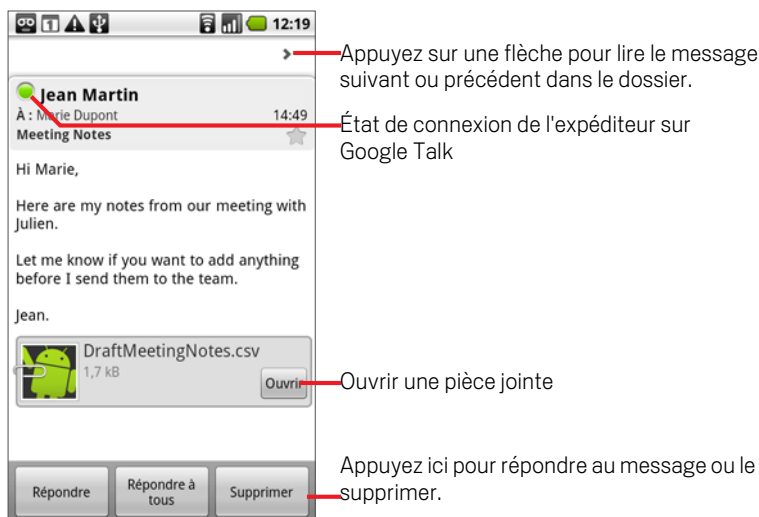 1 12:19
Appuyez sur une flèche pour lire le message
suivant ou précédent dans le dossier.
Jean Martin
À : Marie Dupont 14:49
Meeting Notes
État de connexion de l'expéditeur sur
Google Talk
Hi Marie,
Here are my notes from our meeting with
Julien.
Let me know if you want to add anything
before I send them to the team.
Jean.
DraftMeetingNotes.csv
1,7 kB
Ouvrir
Ouvrir une pièce jointe
Répondre
Répondre à
tous
Supprimer
Appuyez ici pour répondre au message ou le
supprimer.